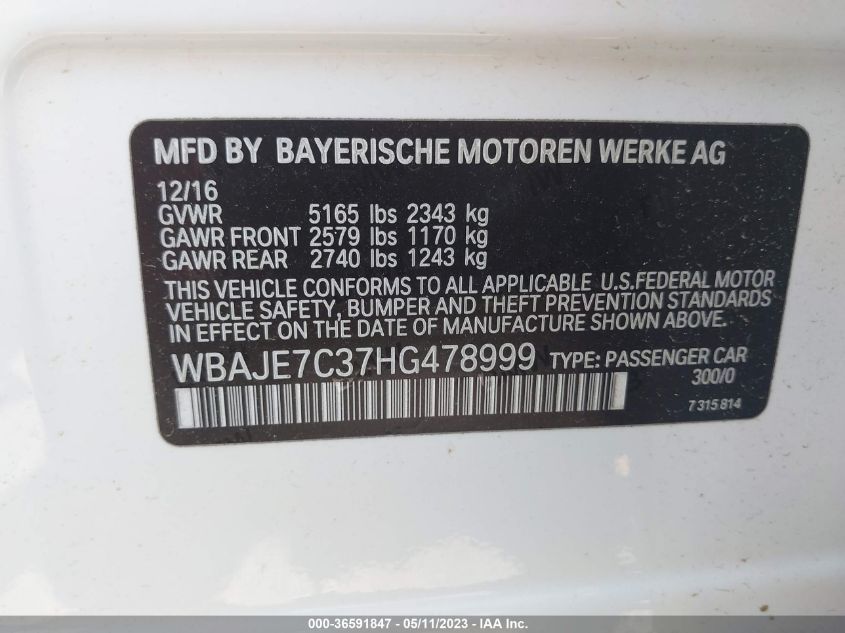 MFD BY BAYERISCHE MOTOREN WERKE AG
12/16
GVWR 5165 lbs 2343 kg
GAWR FRONT 2579 lbs 1170 kg
GAWR REAR 2740 lbs 1243 kg
THIS VEHICLE CONFORMS TO ALL APPLICABLE U.S.FEDERAL MOTOR
VEHICLE SAFETY, BUMPER AND THEFT PREVENTION STANDARDS
IN EFFECT ON THE DATE OF MANUFACTURE SHOWN ABOVE.
WBAJE7C37HG478999 TYPE: PASSENGER CAR
300/0
7315814
000-36591847 - 05/11/2023 - IAA Inc.